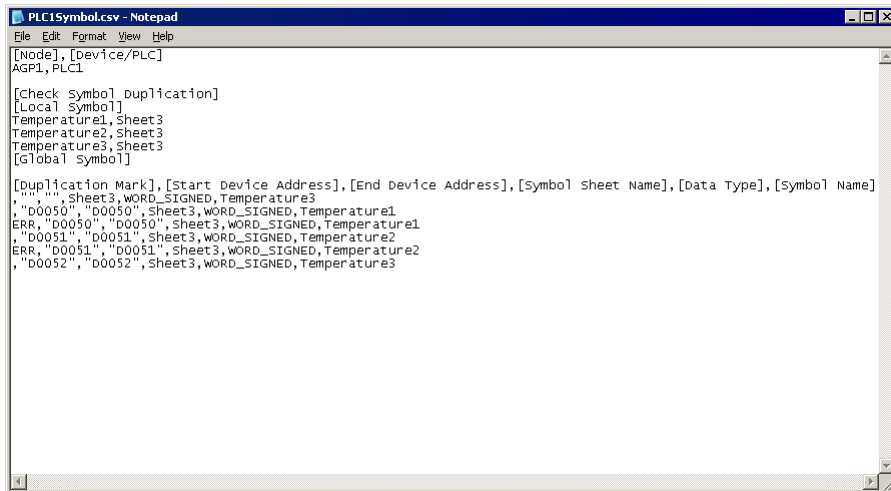 PLC1Symbol.csv - Notepad
File Edit Format View Help
[Node],[Device/PLC]
AGP1,PLC1
[Check Symbol Duplication]
[Local Symbol]
Temperature1,Sheet3
Temperature2,Sheet3
Temperature3,Sheet3
[Global Symbol]
[Duplication Mark],[Start Device Address],[End Device Address],[Symbol Sheet Name],[Data Type],[Symbol Name]
,"","",Sheet3,WORD_SIGNED,Temperature3
,"D0050","D0050",Sheet3,WORD_SIGNED,Temperature1
ERR,"D0050","D0050",Sheet3,WORD_SIGNED,Temperature1
,"D0051","D0051",Sheet3,WORD_SIGNED,Temperature2
ERR,"D0051","D0051",Sheet3,WORD_SIGNED,Temperature2
,"D0052","D0052",Sheet3,WORD_SIGNED,Temperature3